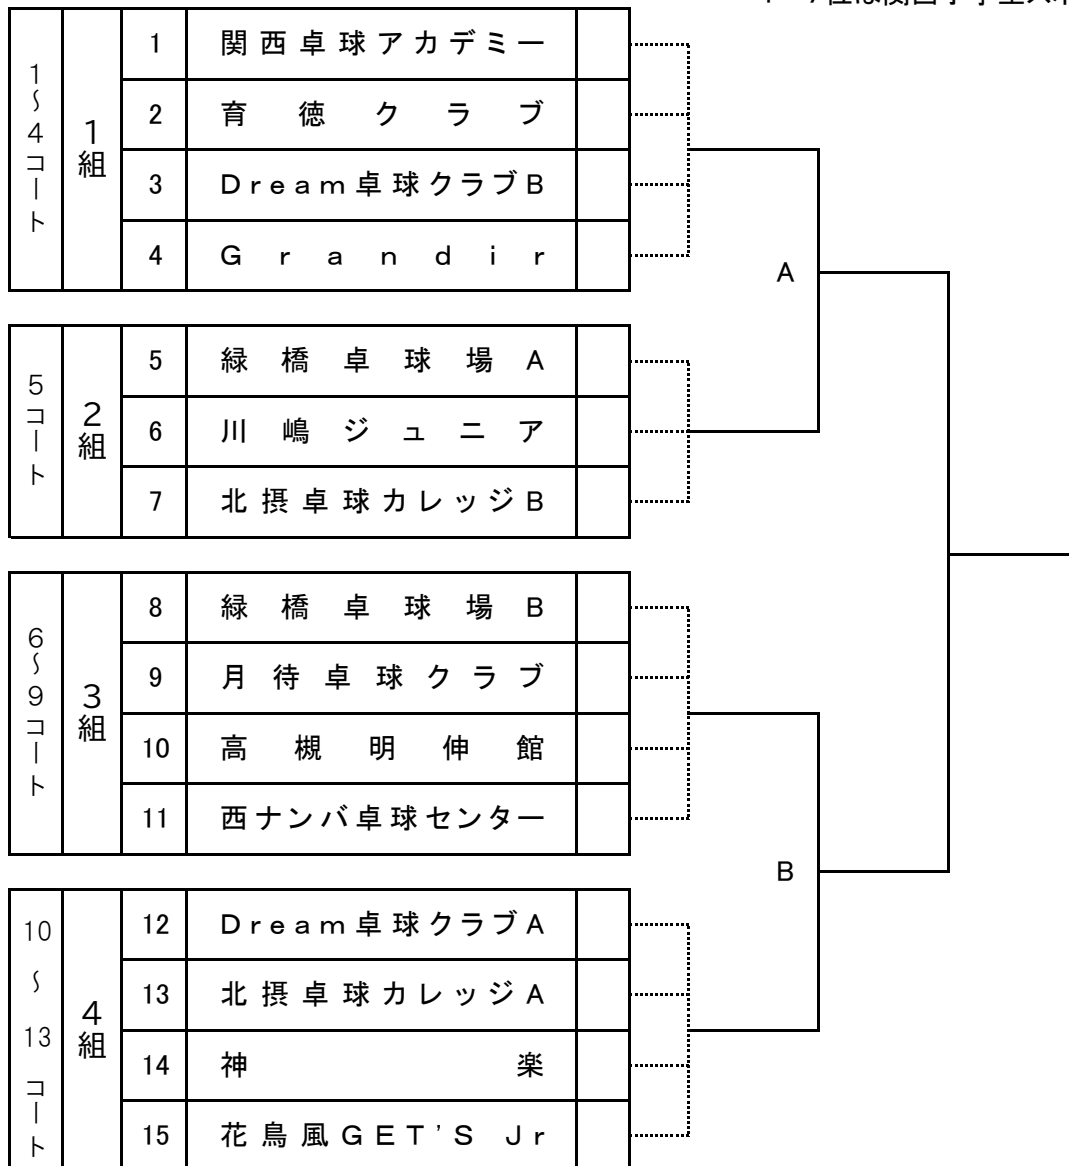 1 関西卓球アカデミー
2 育徳クラブ
3 Dream卓球クラブB
4 Grandir
1～4コート
1組
A
5 緑橋卓球場A
6 川嶋ジュニア
7 北摂卓球カレッジB
5コート
2組
8 緑橋卓球場B
9 月待卓球クラブ
10 高槻明伸館
11 西ナンバ卓球センター
6～9コート
3組
B
12 Dream卓球クラブA
13 北摂卓球カレッジA
14 神楽
15 花鳥風GET'S Jr
10～13コート
4組